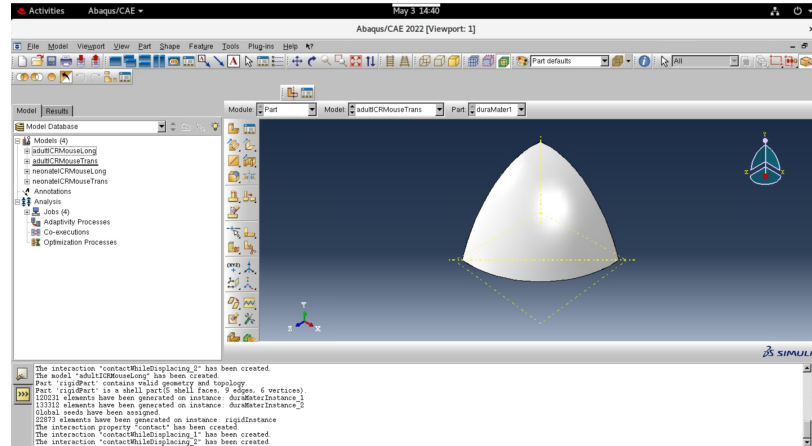 Activities
Abaqus/CAE
May 3 14:40
Abaqus/CAE 2022 [Viewport: 1]
File Model Viewport View Part Shape Feature Tools Plug-ins Help
Part defaults
All
Model Results
Module: Part Model: adultICRMouseTrans Part: duraMater1
Model Database
Models (4)
adultICRMouseLong
adultICRMouseTrans
neonateICRMouseLong
neonateICRMouseTrans
Annotations
Analysis
Jobs (4)
Adaptivity Processes
Co-executions
Optimization Processes
(XYZ)
Y
Z X
Y
Z X
SIMULI
The interaction "contactWhileDisplacing_2" has been created.
The model "adultICRMouseLong" has been created.
Part 'rigidPart' contains valid geometry and topology.
Part 'rigidPart' is a shell part(5 shell faces, 9 edges, 6 vertices).
120231 elements have been generated on instance: duraMaterInstance_1
133312 elements have been generated on instance: duraMaterInstance_2
Global seeds have been assigned.
22873 elements have been generated on instance: rigidInstance
The interaction property "contact" has been created.
The interaction "contactWhileDisplacing_1" has been created.
The interaction "contactWhileDisplacing_2" has been created.